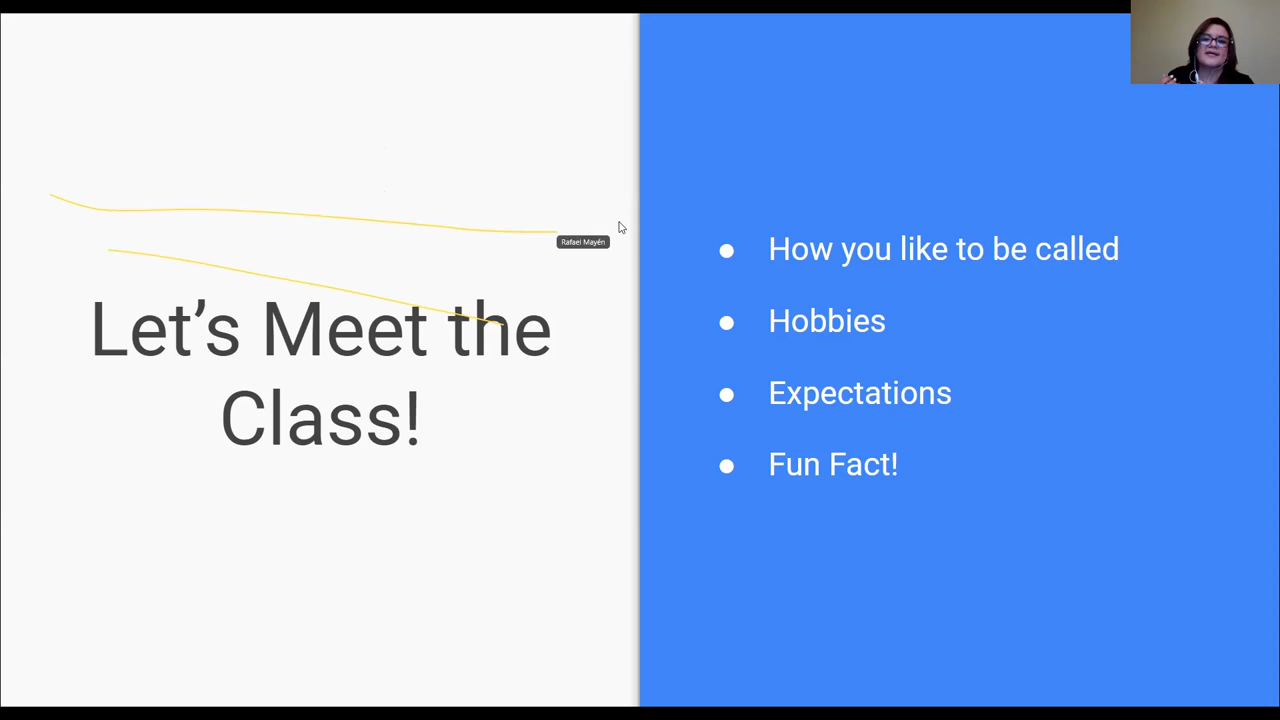 Rafael Mayén
Let’s Meet the
Class!
How you like to be called
Hobbies
Expectations
Fun Fact!